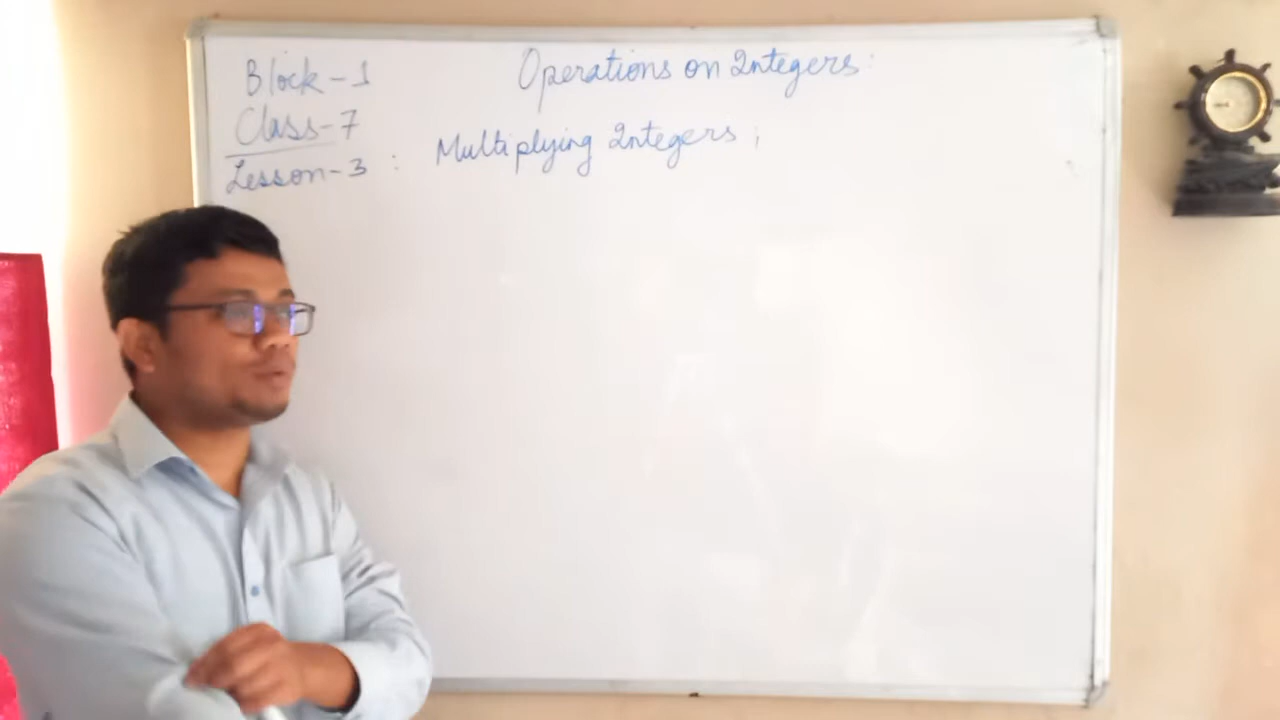 Block-1
Operations on Integers:
Class-7
Lesson-3 : Multiplying Integers ;